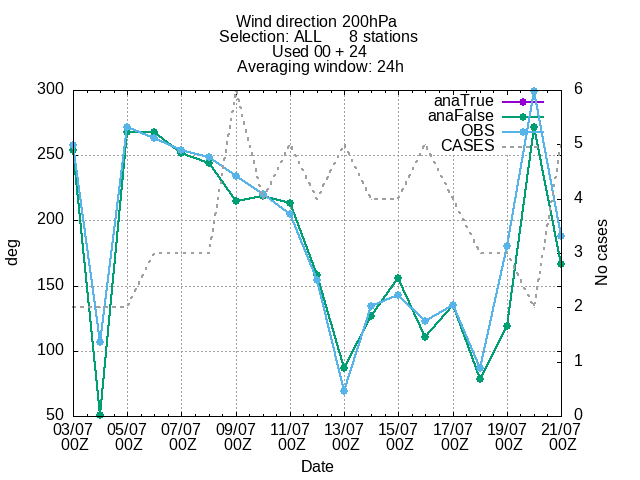 Wind direction 200hPa
Selection: ALL 8 stations
Used 00 + 24
Averaging window: 24h
anaTrue
anaFalse
OBS
CASES
300
250
200
150
100
50
deg
6
5
4
3
2
1
0
No cases
03/07 05/07 07/07 09/07 11/07 13/07 15/07 17/07 19/07 21/07
00Z 00Z 00Z 00Z 00Z 00Z 00Z 00Z 00Z 00Z
Date